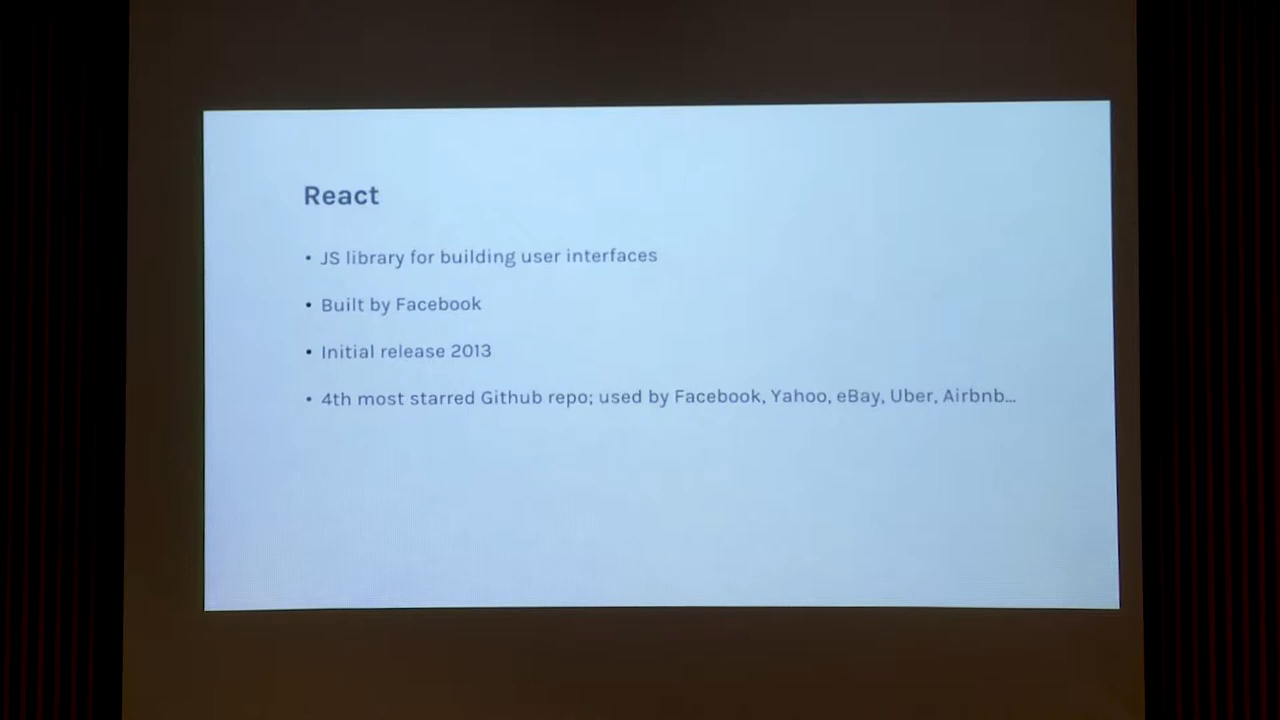 React
• JS library for building user interfaces
• Built by Facebook
• Initial release 2013
• 4th most starred Github repo; used by Facebook, Yahoo, eBay, Uber, Airbnb...